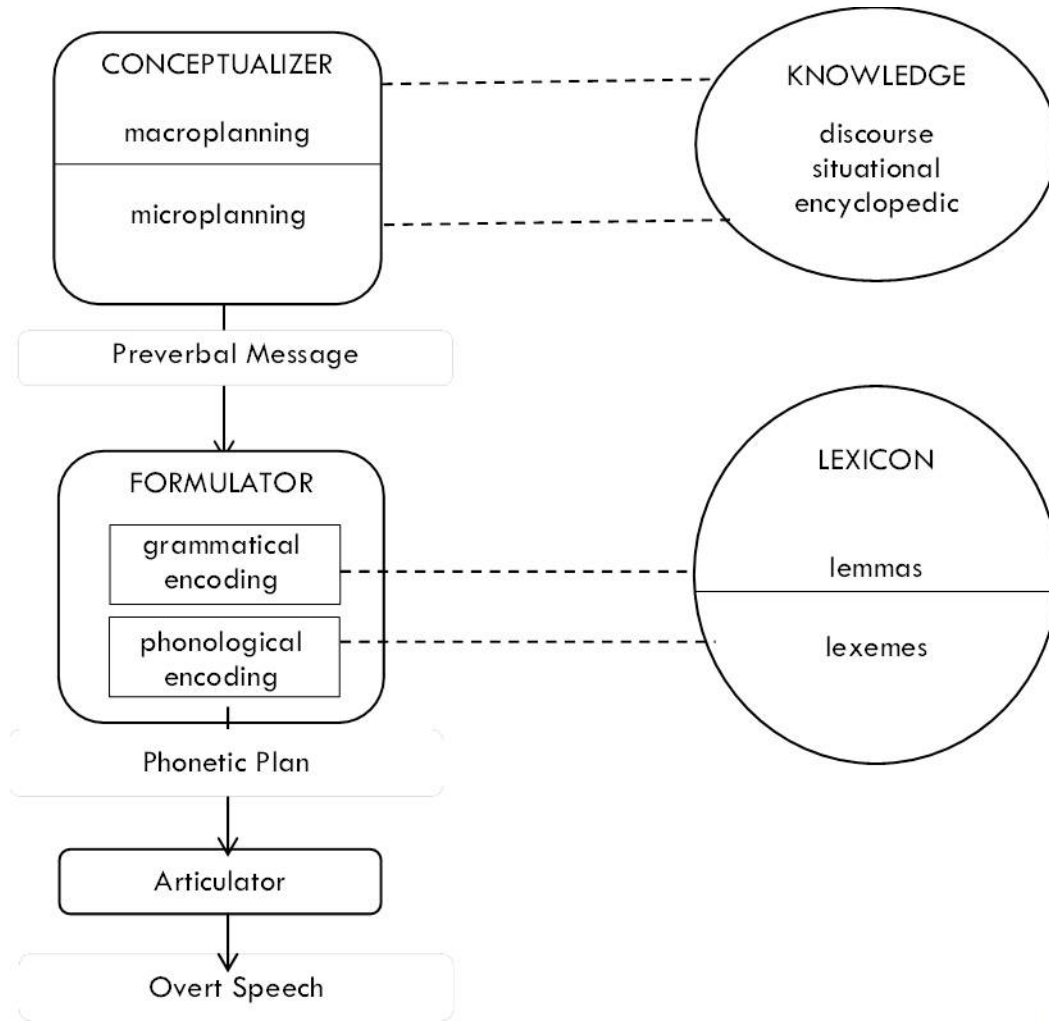 CONCEPTUALIZER
macroplanning
microplanning
KNOWLEDGE
discourse
situational
encyclopedic
Preverbal Message
FORMULATOR
grammatical
encoding
phonological
encoding
LEXICON
lemmas
lexemes
Phonetic Plan
Articulator
Overt Speech